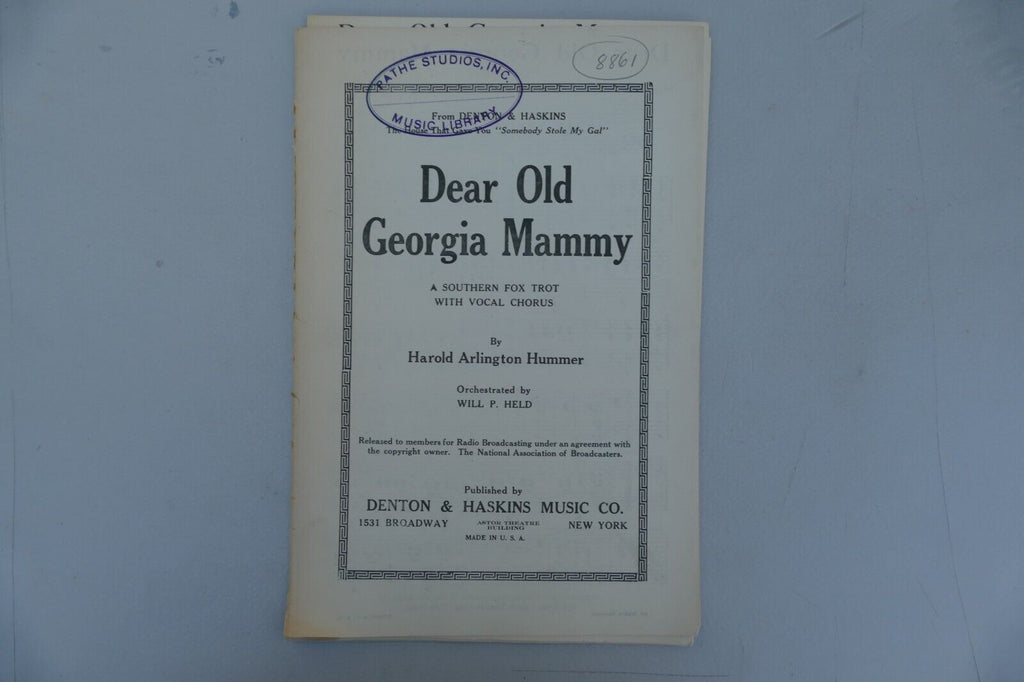 PATHE STUDIOS, INC.
MUSIC LIBRARY
8861
From DENTON & HASKINS
The House That Gave You "Somebody Stole My Gal"
Dear Old
Georgia Mammy
A SOUTHERN FOX TROT
WITH VOCAL CHORUS
By
Harold Arlington Hummer
Orchestrated by
WILL P. HELD
Released to members for Radio Broadcasting under an agreement with
the copyright owner. The National Association of Broadcasters.
Published by
DENTON & HASKINS MUSIC CO.
1531 BROADWAY ASTOR THEATRE BUILDING NEW YORK
MADE IN U. S. A.